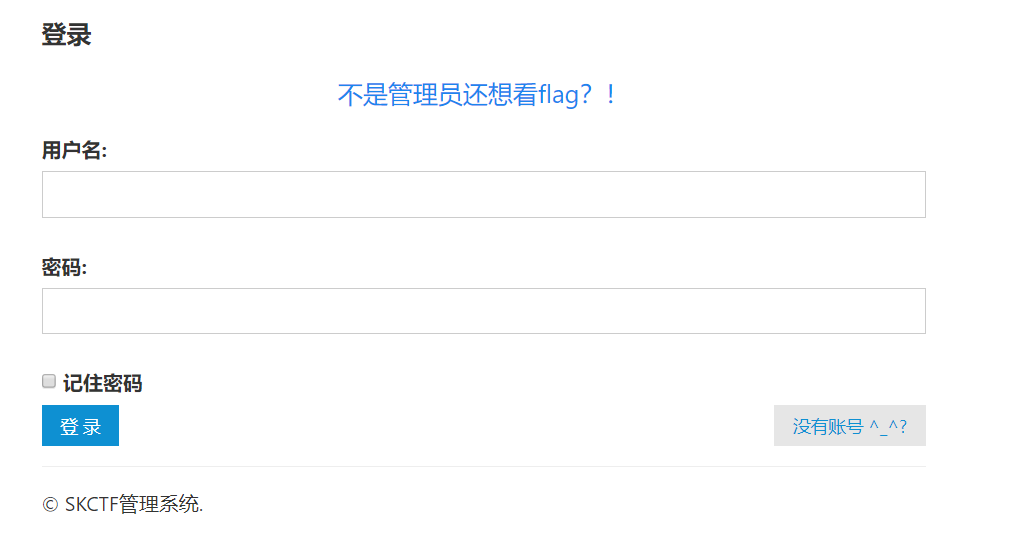 登录
不是管理员还想看flag？！
用户名:
密码:
记住密码
登 录
没有账号 ^_^?
© SKCTF管理系统.